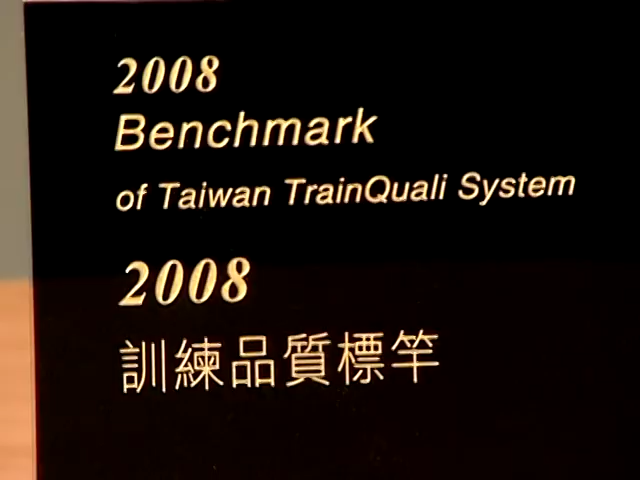 2008
Benchmark
of Taiwan TrainQuali System
2008
訓練品質標竿